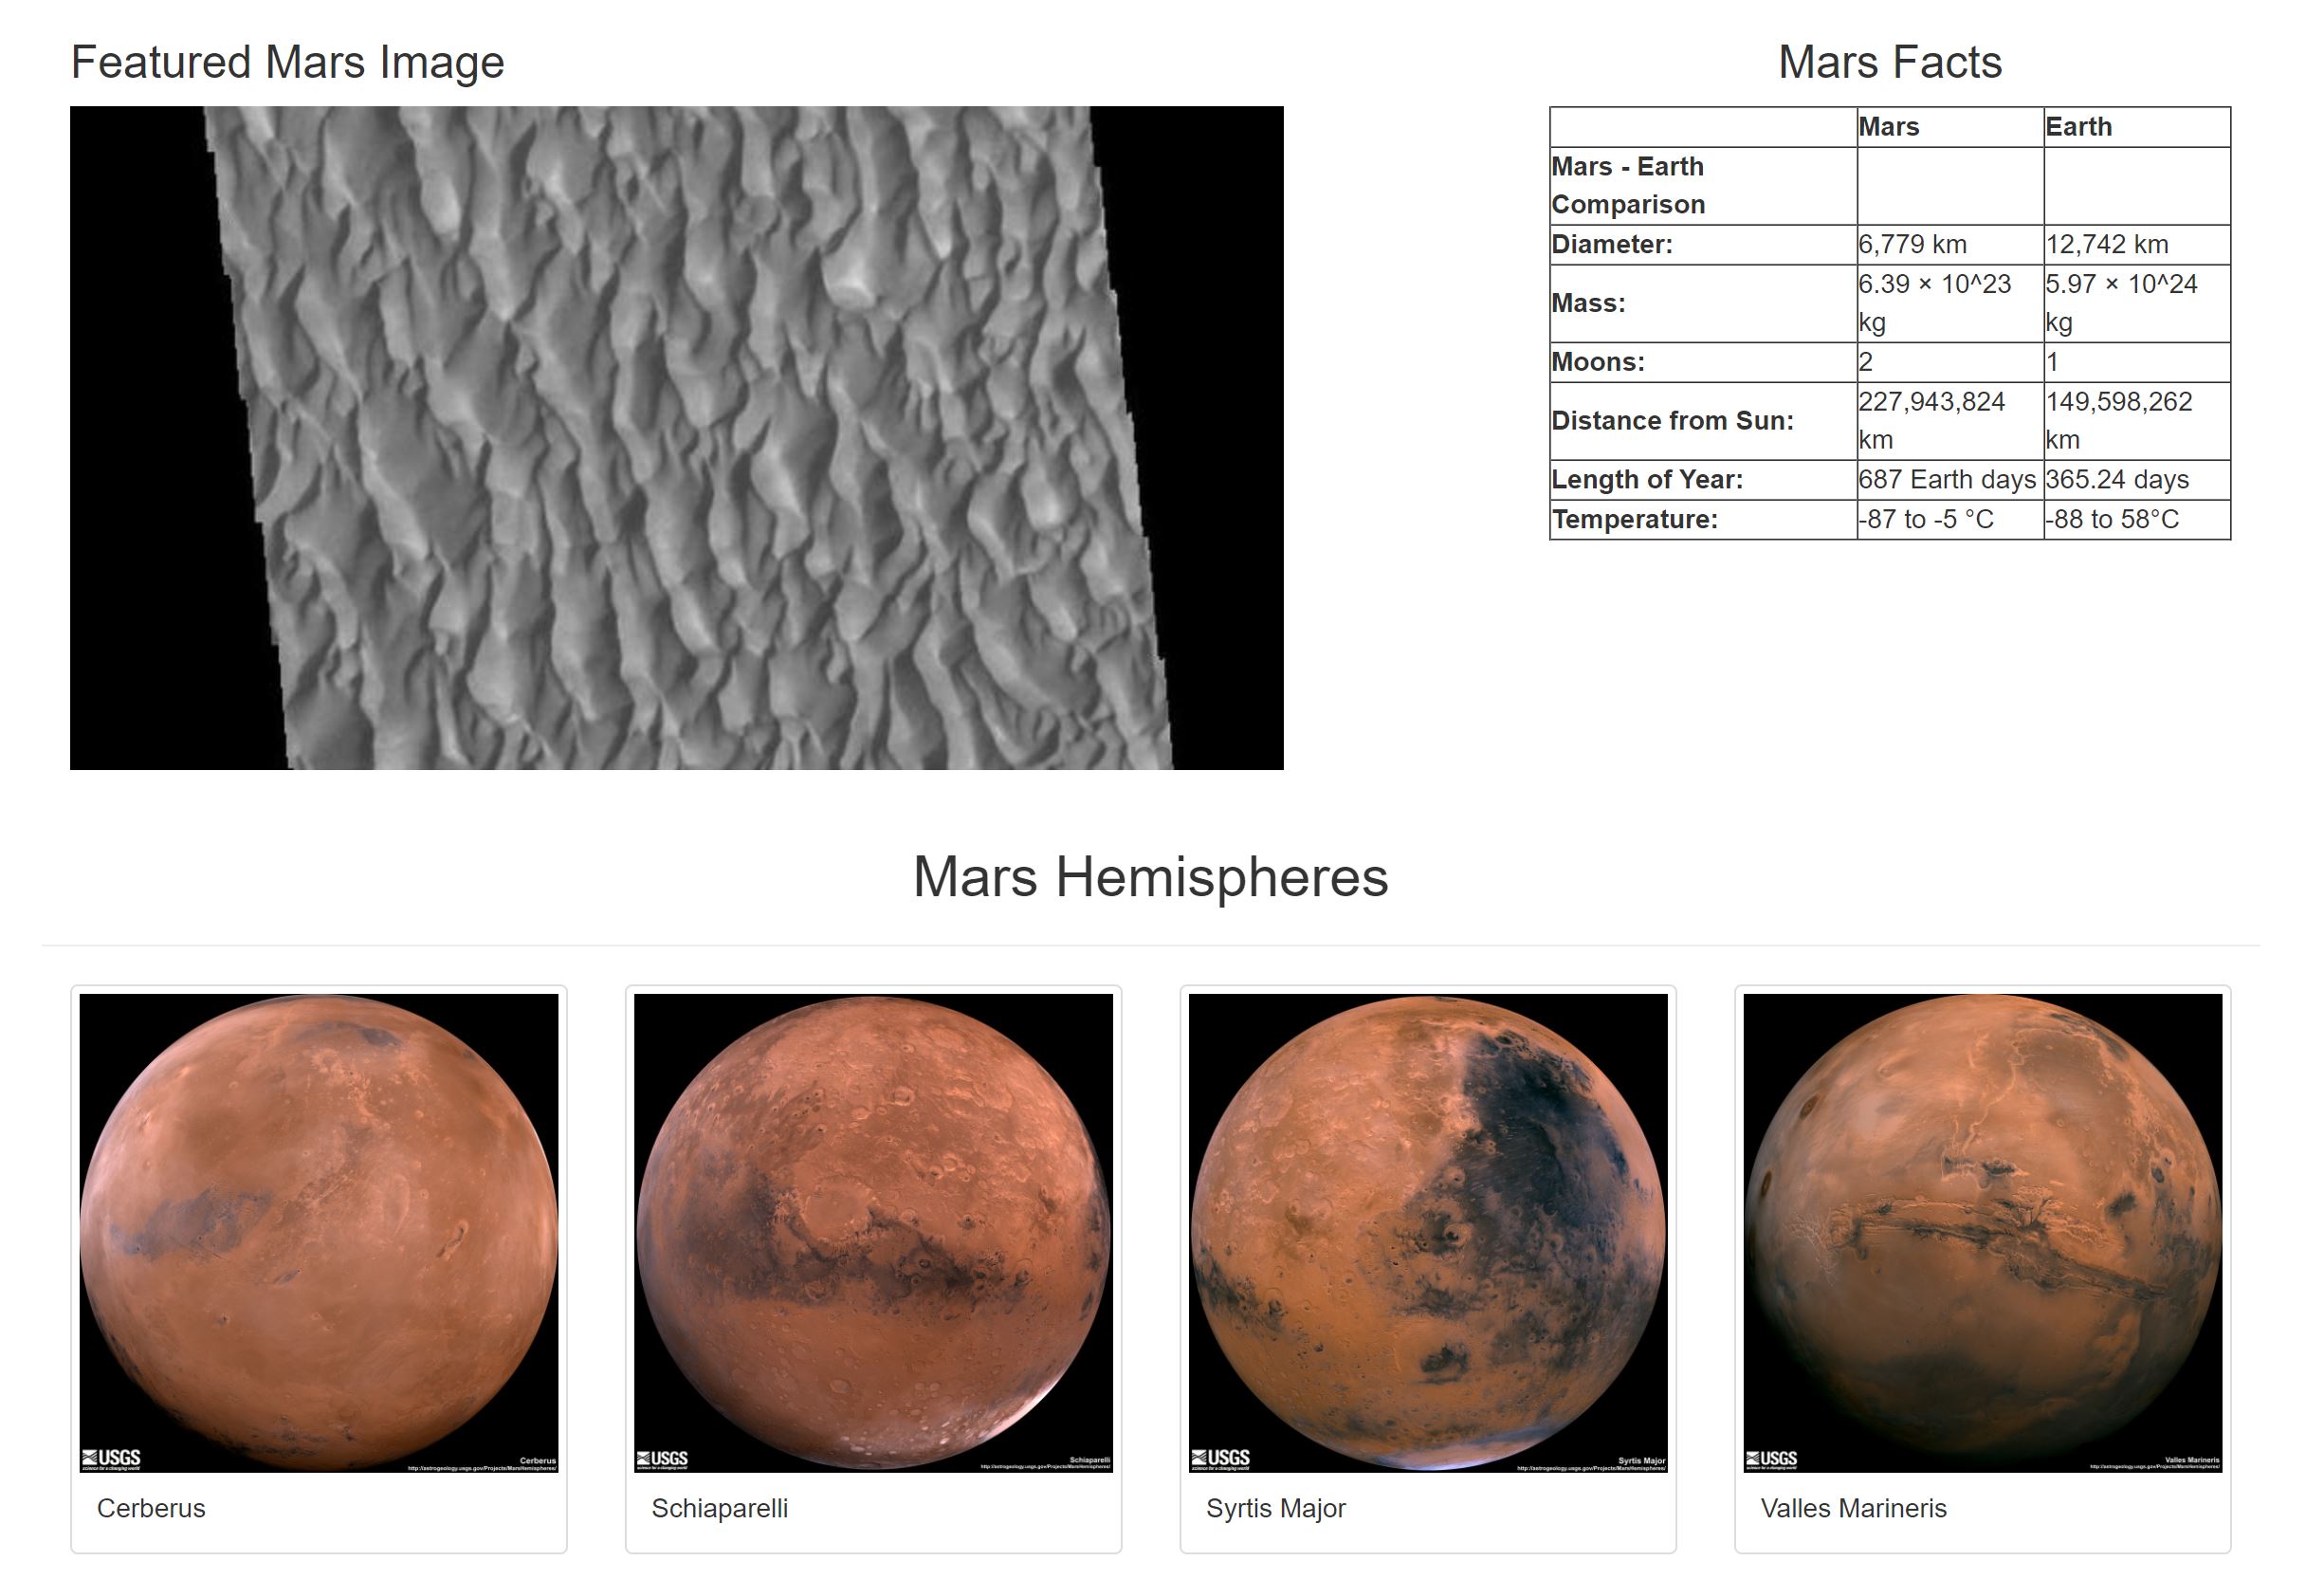 Featured Mars Image
Mars Facts
Mars Earth
Mars - Earth
Comparison
Diameter: 6,779 km 12,742 km
Mass: 6.39 × 10^23 kg 5.97 × 10^24 kg
Moons: 2 1
Distance from Sun: 227,943,824 km 149,598,262 km
Length of Year: 687 Earth days 365.24 days
Temperature: -87 to -5 °C -88 to 58°C
Mars Hemispheres
USGS
science for a changing world
Cerberus
http://astrogeology.usgs.gov/Projects/MarsHemispheres/
Cerberus
USGS
science for a changing world
Schiaparelli
http://astrogeology.usgs.gov/Projects/MarsHemispheres/
Schiaparelli
USGS
science for a changing world
Syrtis Major
http://astrogeology.usgs.gov/Projects/MarsHemispheres/
Syrtis Major
USGS
science for a changing world
Valles Marineris
http://astrogeology.usgs.gov/Projects/MarsHemispheres/
Valles Marineris